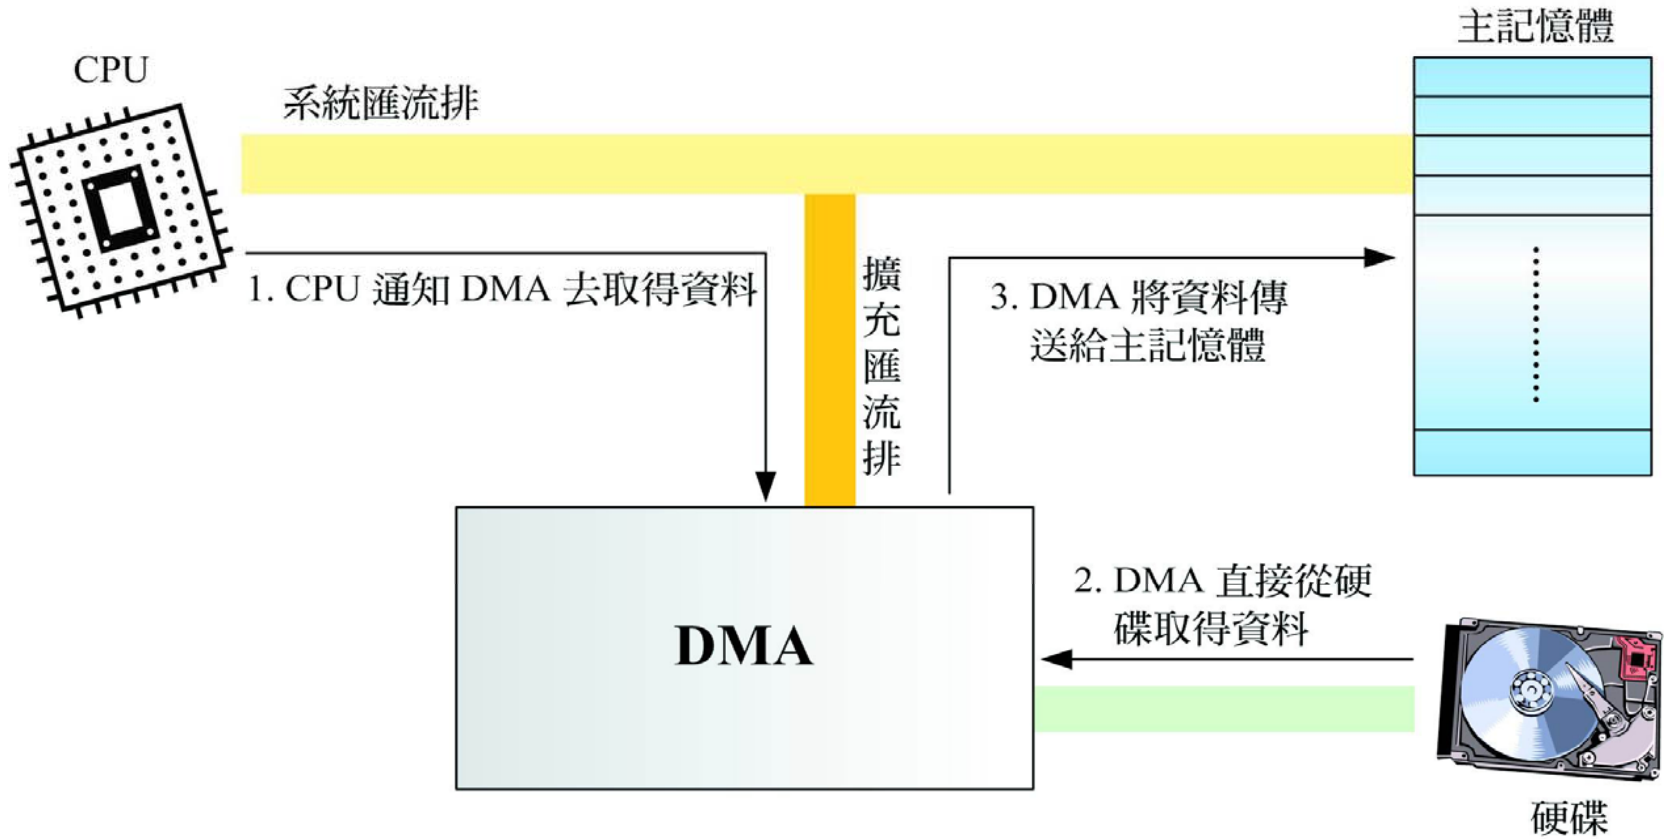 主記憶體
CPU
系統匯流排
1. CPU 通知 DMA 去取得資料
擴充匯流排
3. DMA 將資料傳
送給主記憶體
2. DMA 直接從硬
碟取得資料
DMA
硬碟